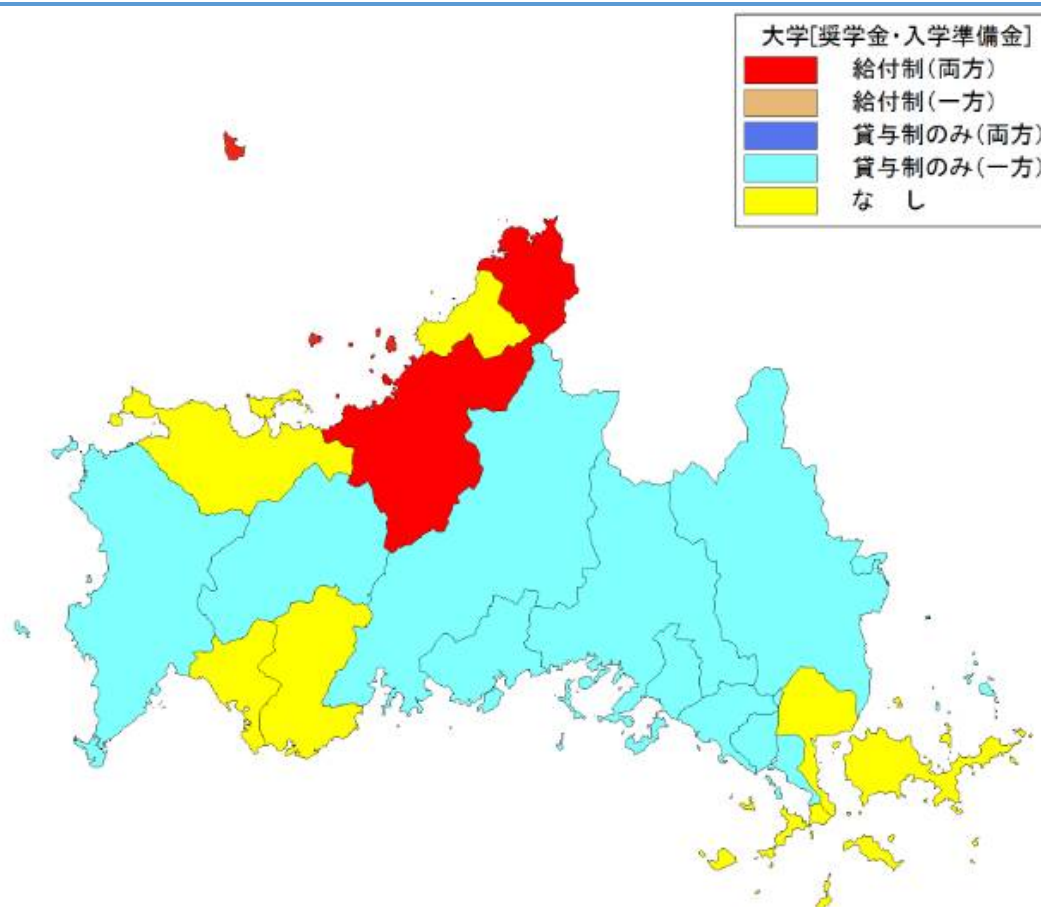 大学[奨学金・入学準備金]
給付制(両方)
給付制(一方)
貸与制のみ(両方)
貸与制のみ(一方)
な し